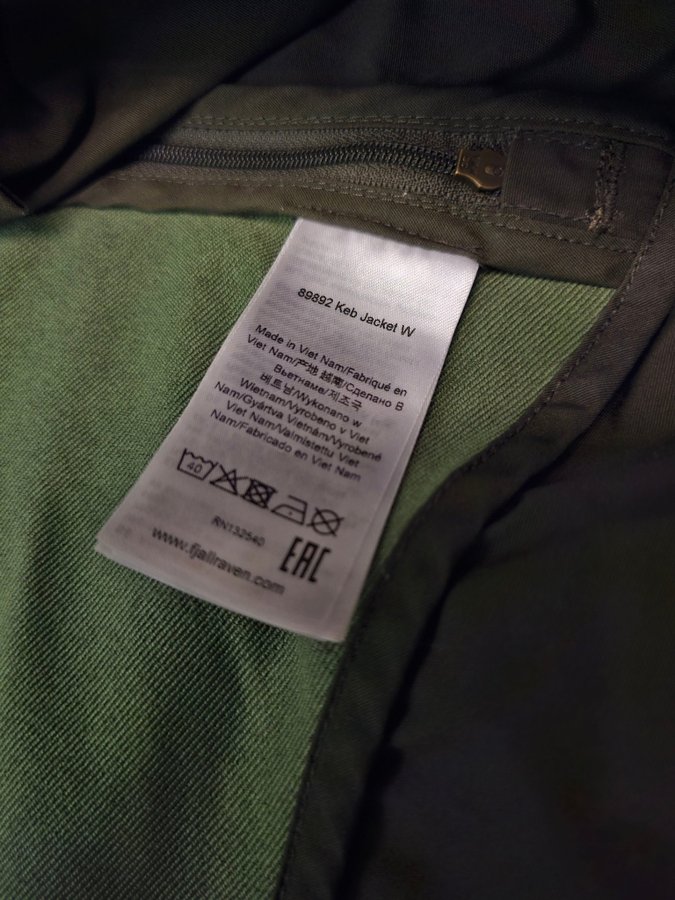 89892 Keb Jacket W
Made in Viet Nam/Fabriqué en
Viet Nam/产地 越南/Сделано В
Вьетнаме/제조국
베트남/Wykonano w
Wietnam/Vyrobeno v Viet
Nam/Gyártva Vietnám/Vyrobené
Viet Nam/Valmistettu Viet
Nam/Fabricado en Viet Nam
40
RN132640
EAC
www.fjallraven.com